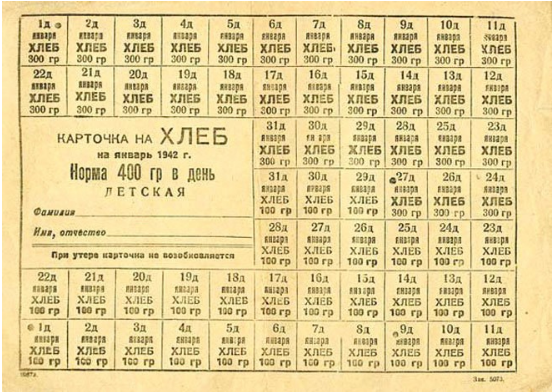 1д 2д 3д 4д 5д 6д 7д 8д 9д 10д 11д
января января января января января января января января января января января
ХЛЕБ ХЛЕБ ХЛЕБ ХЛЕБ ХЛЕБ ХЛЕБ ХЛЕБ ХЛЕБ ХЛЕБ ХЛЕБ ХЛЕБ
300 гр 300 гр 300 гр 300 гр 300 гр 300 гр 300 гр 300 гр 300 гр 300 гр 300 гр
22д 21д 20д 19д 18д 17д 16д 15д 14д 13д 12д
января января января января января января января января января января января
ХЛЕБ ХЛЕБ ХЛЕБ ХЛЕБ ХЛЕБ ХЛЕБ ХЛЕБ ХЛЕБ ХЛЕБ ХЛЕБ ХЛЕБ
300 гр 300 гр 300 гр 300 гр 300 гр 300 гр 300 гр 300 гр 300 гр 300 гр 300 гр
КАРТОЧКА НА ХЛЕБ
на январь 1942 г.
Норма 400 гр в день
ДЕТСКАЯ
Фамилия
Имя, отчество
При утере карточка не возобновляется
31д 30д 29д 28д 25д 23д
января января января января января января
ХЛЕБ ХЛЕБ ХЛЕБ ХЛЕБ ХЛЕБ ХЛЕБ
300 гр 300 гр 300 гр 300 гр 300 гр 300 гр
31д 30д 29д 27д 26д 24д
января января января января января января
ХЛЕБ ХЛЕБ ХЛЕБ ХЛЕБ ХЛЕБ ХЛЕБ
100 гр 100 гр 100 гр 300 гр 300 гр 300 гр
28д 27д 26д 25д 24д 23д
января января января января января января
ХЛЕБ ХЛЕБ ХЛЕБ ХЛЕБ ХЛЕБ ХЛЕБ
100 гр 100 гр 100 гр 100 гр 100 гр 100 гр
22д 21д 20д 19д 18д 17д 16д 15д 14д 13д 12д
января января января января января января января января января января января
ХЛЕБ ХЛЕБ ХЛЕБ ХЛЕБ ХЛЕБ ХЛЕБ ХЛЕБ ХЛЕБ ХЛЕБ ХЛЕБ ХЛЕБ
100 гр 100 гр 100 гр 100 гр 100 гр 100 гр 100 гр 100 гр 100 гр 100 гр 100 гр
1д 2д 3д 4д 5д 6д 7д 8д 9д 10д 11д
января января января января января января января января января января января
ХЛЕБ ХЛЕБ ХЛЕБ ХЛЕБ ХЛЕБ ХЛЕБ ХЛЕБ ХЛЕБ ХЛЕБ ХЛЕБ ХЛЕБ
100 гр 100 гр 100 гр 100 гр 100 гр 100 гр 100 гр 100 гр 100 гр 100 гр 100 гр
Зак. 5073.